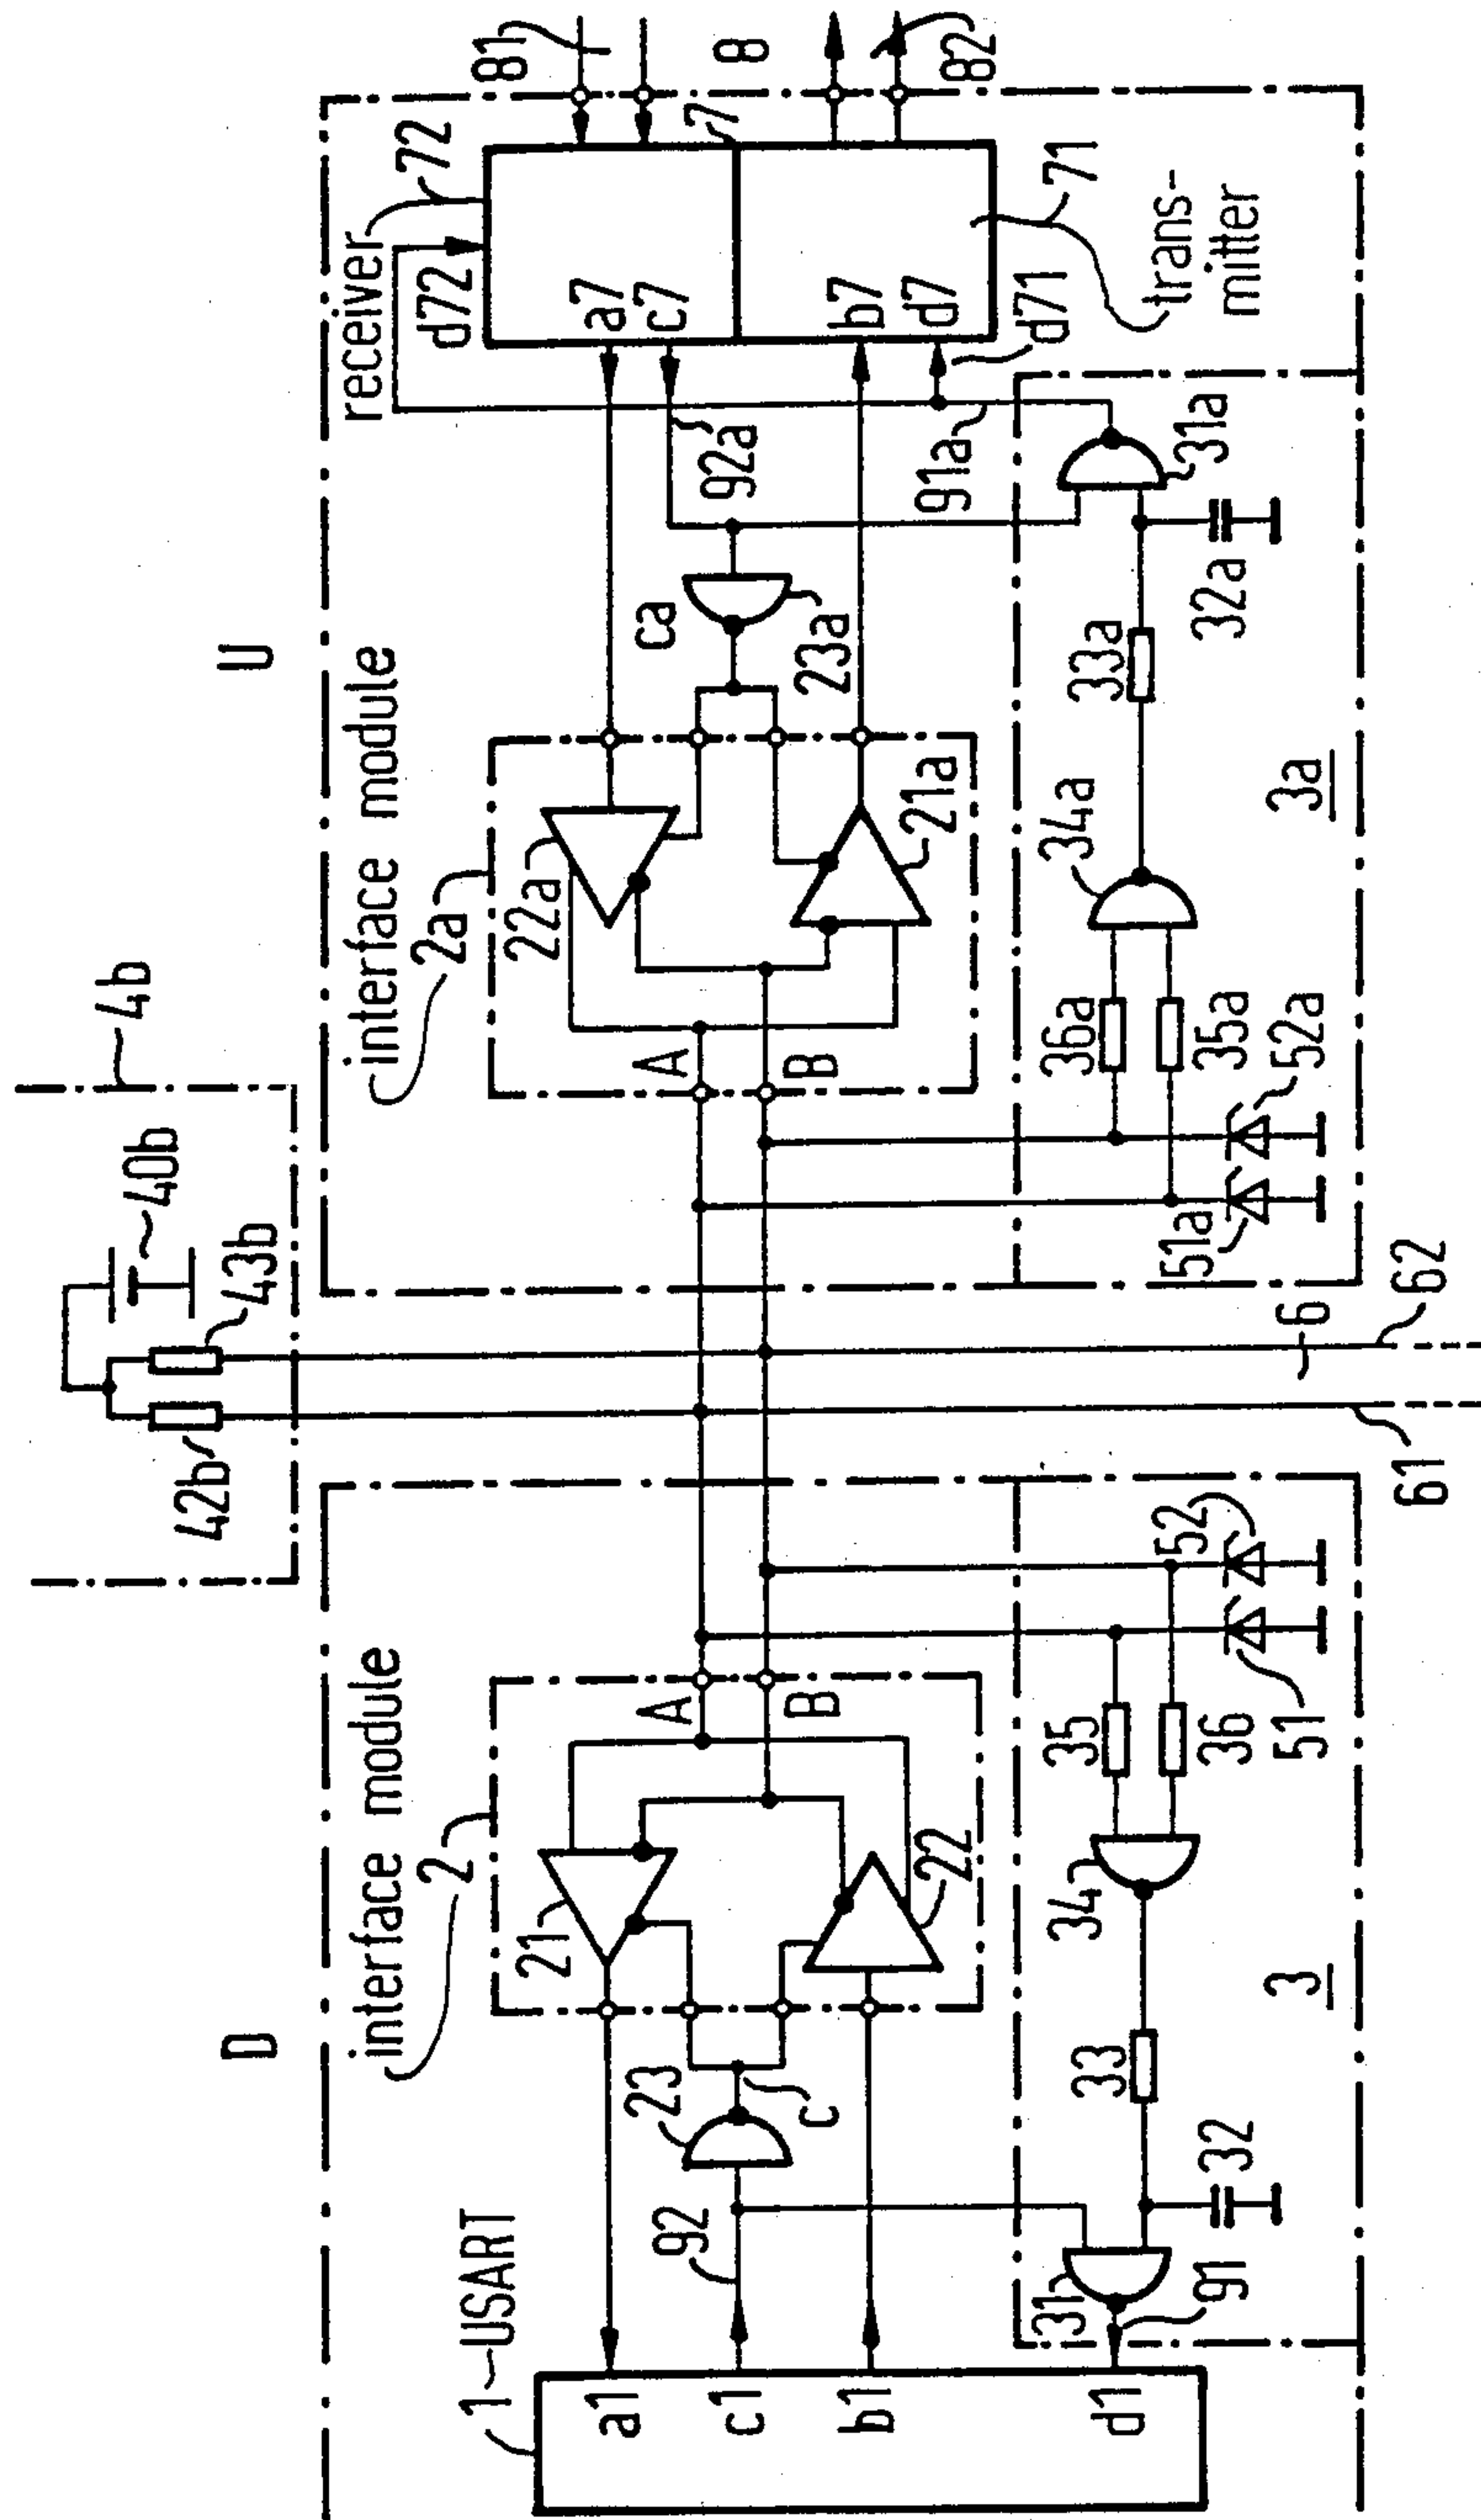 U
D
4b
40b
43b
42b
receiver
72
81
d72
a7
c7
7
8
b7
d7
82
d71
71
trans-
mitter
interface module
2a
22a
ca
92a
23a
91a
21a
A
B
34a
33a
31a
32a
36a
35a
52a
51a
3a
6
62
61
interface module
2
21
A
B
22
23
c
92
1
USART
a1
c1
b1
d1
35
36
52
51
34
33
32
31
91
3